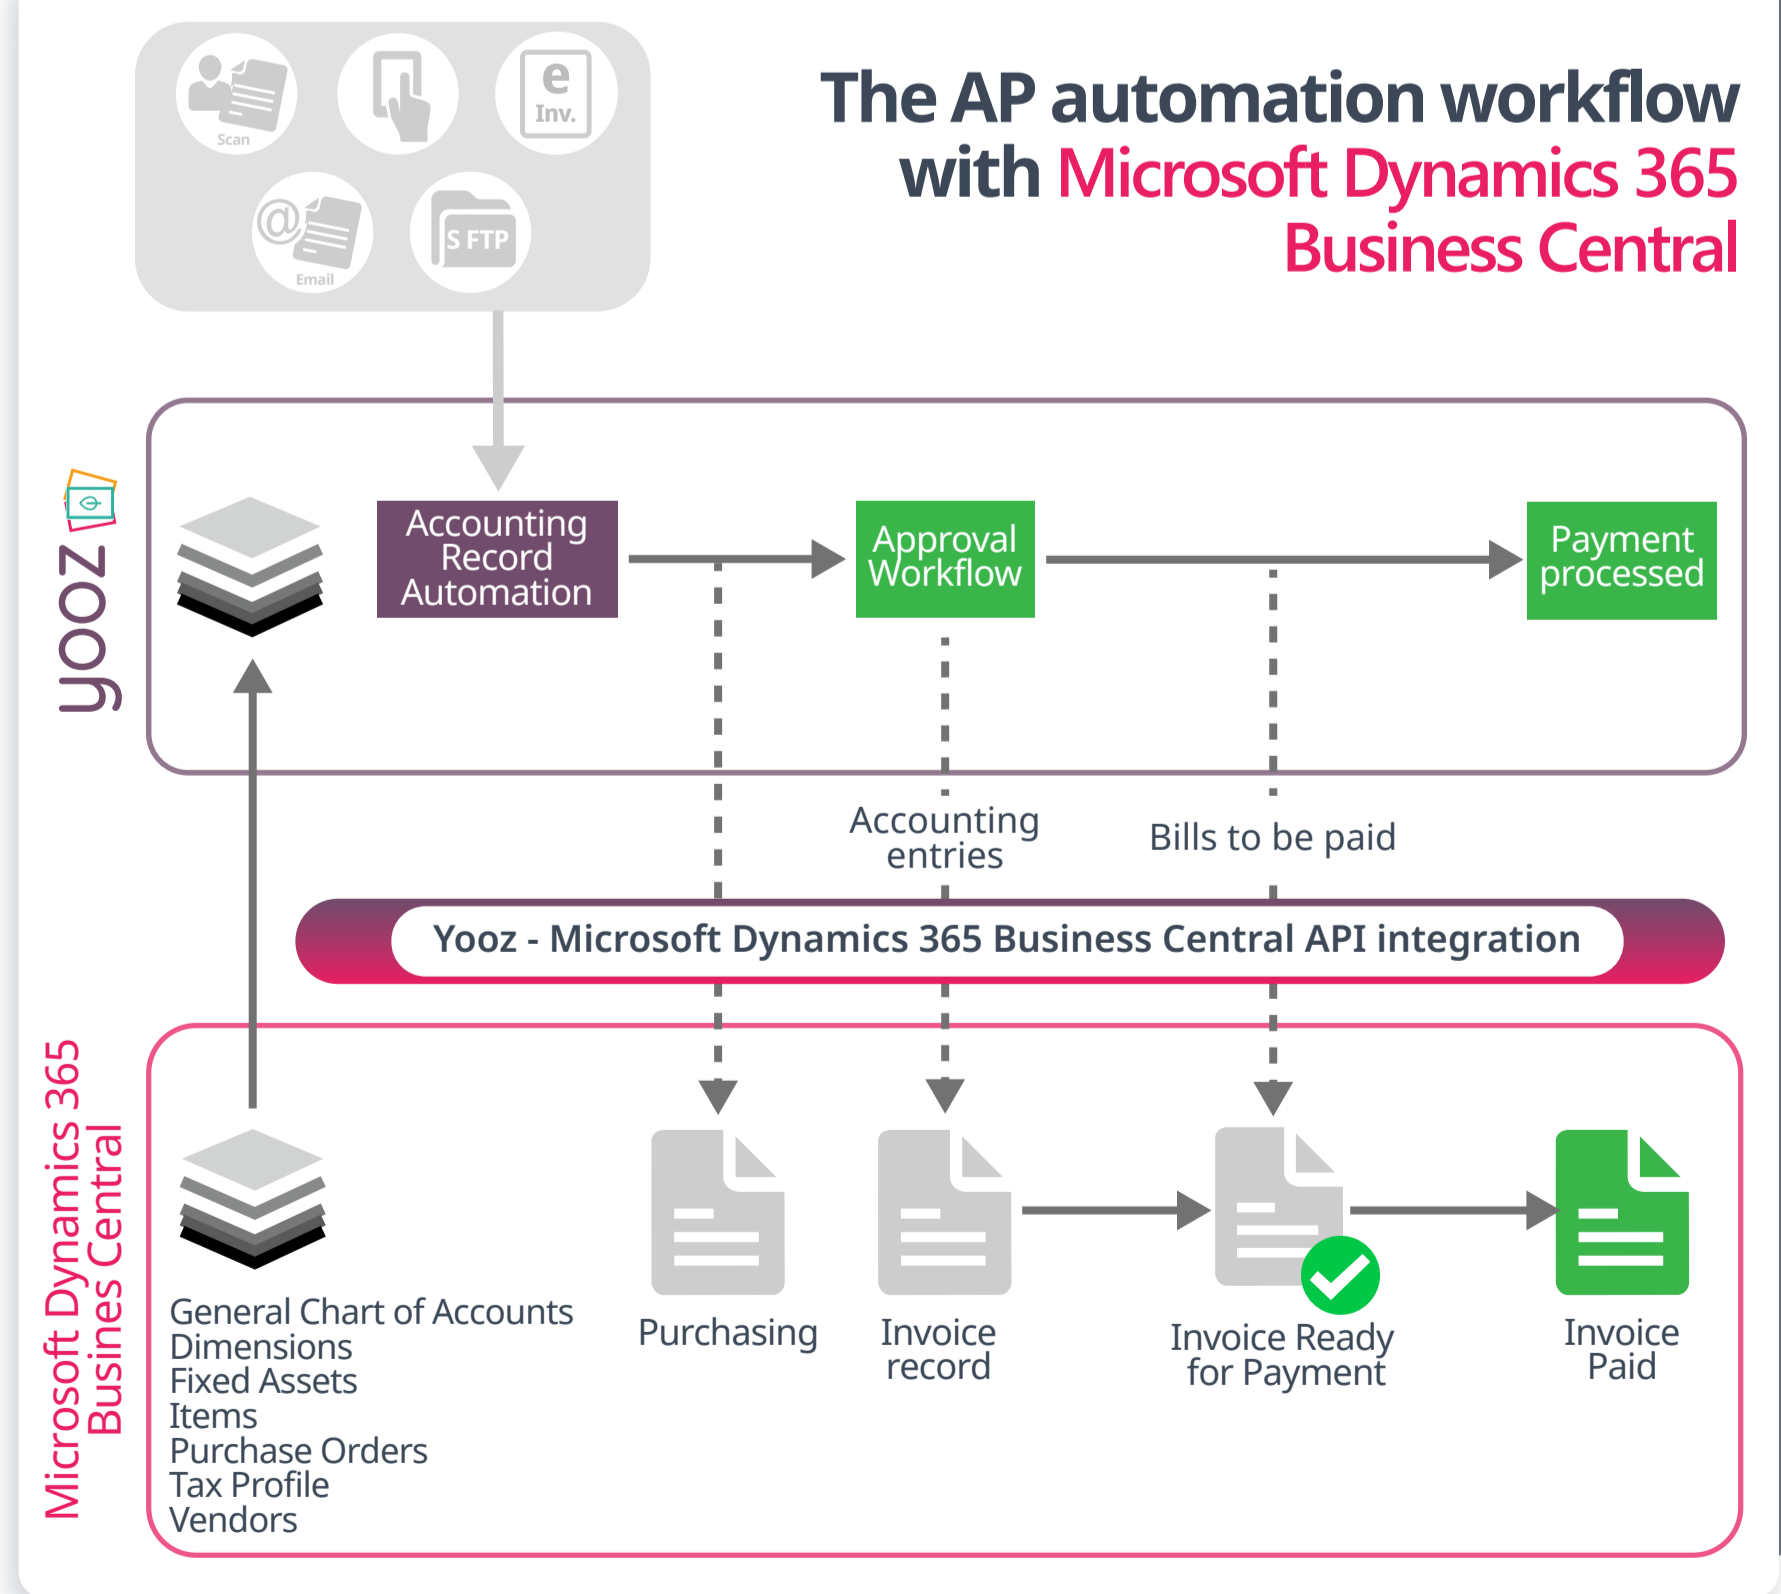 Scan
e
Inv.
@
Email
S FTP
The AP automation workflow
with Microsoft Dynamics 365
Business Central
yooz
Accounting
Record
Automation
Approval
Workflow
Payment
processed
Accounting
entries
Bills to be paid
Yooz - Microsoft Dynamics 365 Business Central API integration
Microsoft Dynamics 365
Busines Central
General Chart of Accounts
Dimensions
Fixed Assets
Items
Purchase Orders
Tax Profile
Vendors
Purchasing
Invoice
record
Invoice Ready
for Payment
Invoice
Paid